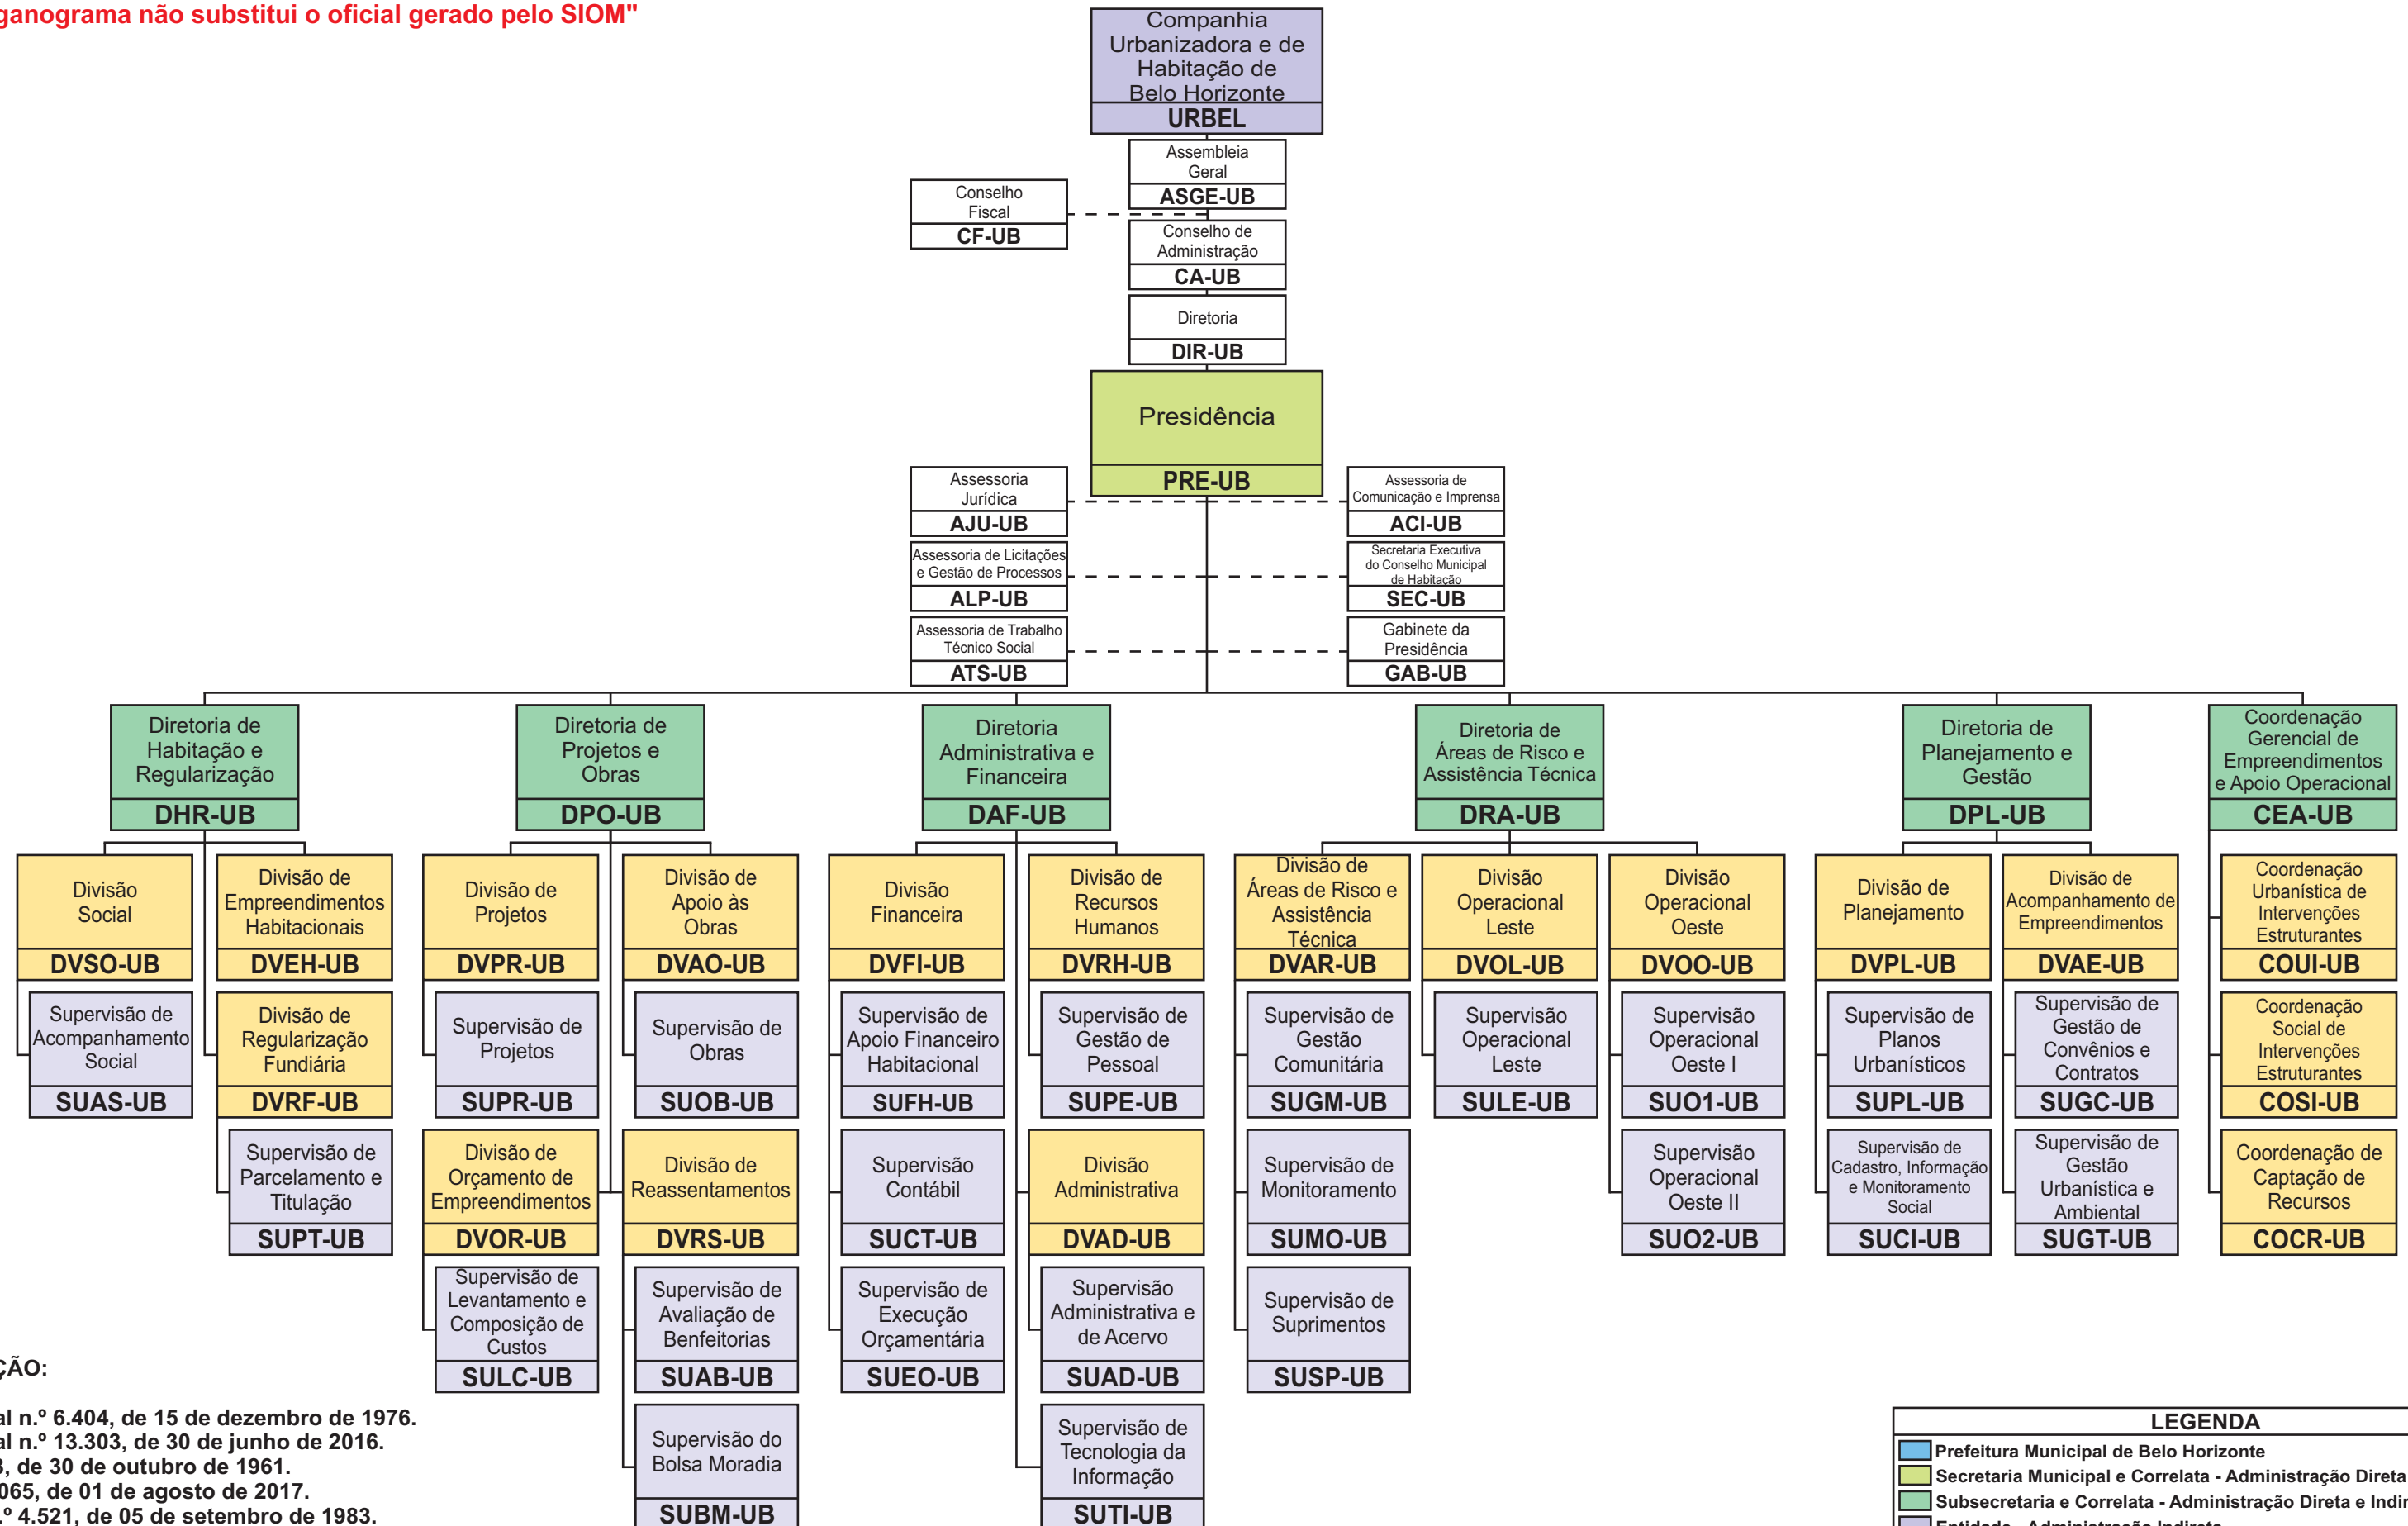 não substitui o oficial gerado pelo SIOM"
Companhia
Urbanizadora e de
Habitação de
Belo Horizonte
URBEL
Assembleia
Geral
ASGE-UB
Conselho
Fiscal
CF-UB
Conselho de
Administração
CA-UB
Diretoria
DIR-UB
Presidência
PRE-UB
Assessoria
Jurídica
AJU-UB
Assessoria de
Comunicação e Imprensa
ACI-UB
Assessoria de Licitações
e Gestão de Processos
ALP-UB
Secretaria Executiva
do Conselho Municipal
de Habitação
SEC-UB
Assessoria de Trabalho
Técnico Social
ATS-UB
Gabinete da
Presidência
GAB-UB
Diretoria de
Habitação e
Regularização
DHR-UB
Diretoria de
Projetos e
Obras
DPO-UB
Diretoria
Administrativa e
Financeira
DAF-UB
Diretoria de
Áreas de Risco e
Assistência Técnica
DRA-UB
Diretoria de
Planejamento e
Gestão
DPL-UB
Coordenação
Gerencial de
Empreendimentos
e Apoio Operacional
CEA-UB
Divisão
Social
DVSO-UB
Divisão de
Empreendimentos
Habitacionais
DVEH-UB
Divisão de
Projetos
DVPR-UB
Divisão de
Apoio às
Obras
DVAO-UB
Divisão
Financeira
DVFI-UB
Divisão de
Recursos
Humanos
DVRH-UB
Divisão de
Áreas de Risco e
Assistência
Técnica
DVAR-UB
Divisão
Operacional
Leste
DVOL-UB
Divisão
Operacional
Oeste
DVOO-UB
Divisão de
Planejamento
DVPL-UB
Divisão de
Acompanhamento de
Empreendimentos
DVAE-UB
Coordenação
Urbanística de
Intervenções
Estruturantes
COUI-UB
Supervisão de
Acompanhamento
Social
SUAS-UB
Divisão de
Regularização
Fundiária
DVRF-UB
Supervisão de
Projetos
SUPR-UB
Supervisão de
Obras
SUOB-UB
Supervisão de
Apoio Financeiro
Habitacional
SUFH-UB
Supervisão de
Gestão de
Pessoal
SUPE-UB
Supervisão de
Gestão
Comunitária
SUGM-UB
Supervisão
Operacional
Leste
SULE-UB
Supervisão
Operacional
Oeste I
SUO1-UB
Supervisão de
Planos
Urbanísticos
SUPL-UB
Supervisão de
Gestão de
Convênios e
Contratos
SUGC-UB
Coordenação
Social de
Intervenções
Estruturantes
COSI-UB
Supervisão de
Parcelamento e
Titulação
SUPT-UB
Divisão de
Orçamento de
Empreendimentos
DVOR-UB
Divisão de
Reassentamentos
DVRS-UB
Supervisão
Contábil
SUCT-UB
Divisão
Administrativa
DVAD-UB
Supervisão de
Monitoramento
SUMO-UB
Supervisão
Operacional
Oeste II
SUO2-UB
Supervisão de
Cadastro, Informação
e Monitoramento
Social
SUCI-UB
Supervisão de
Gestão
Urbanística e
Ambiental
SUGT-UB
Coordenação de
Captação de
Recursos
COCR-UB
Supervisão de
Levantamento e
Composição de
Custos
SULC-UB
Supervisão de
Avaliação de
Benfeitorias
SUAB-UB
Supervisão de
Execução
Orçamentária
SUEO-UB
Supervisão
Administrativa e
de Acervo
SUAD-UB
Supervisão de
Suprimentos
SUSP-UB
Supervisão do
Bolsa Moradia
SUBM-UB
Supervisão de
Tecnologia da
Informação
SUTI-UB
n.º 6.404, de 15 de dezembro de 1976.
n.º 13.303, de 30 de junho de 2016.
de 30 de outubro de 1961.
de 01 de agosto de 2017.
4.521, de 05 de setembro de 1983.
LEGENDA
Prefeitura Municipal de Belo Horizonte
Secretaria Municipal e Correlata - Administração Direta
Subsecretaria e Correlata - Administração Direta e
Entidade - Administração Indireta